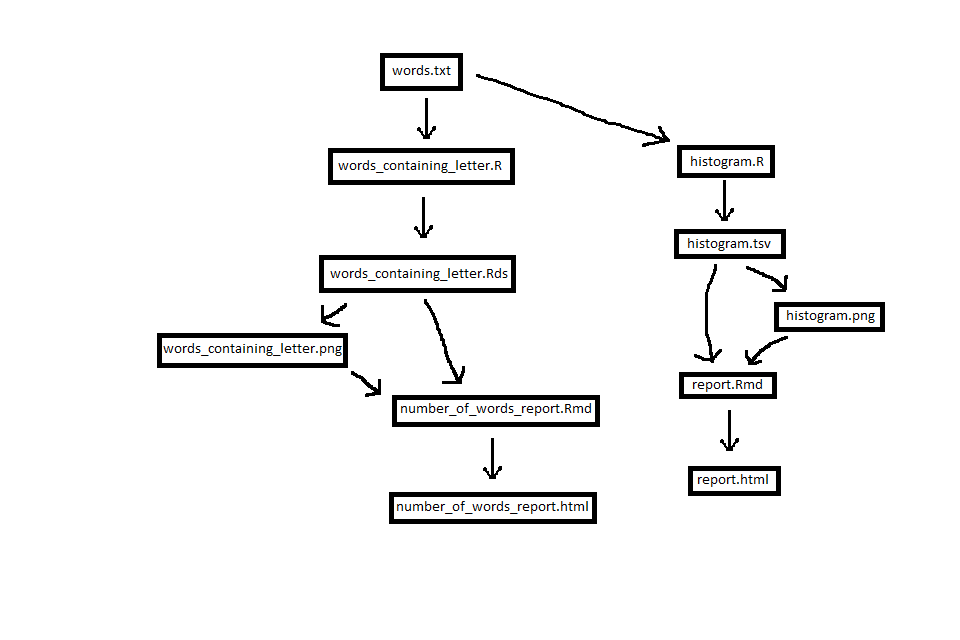 words.txt
words_containing_letter.R
histogram.R
histogram.tsv
words_containing_letter.Rds
histogram.png
words_containing_letter.png
report.Rmd
number_of_words_report.Rmd
report.html
number_of_words_report.html